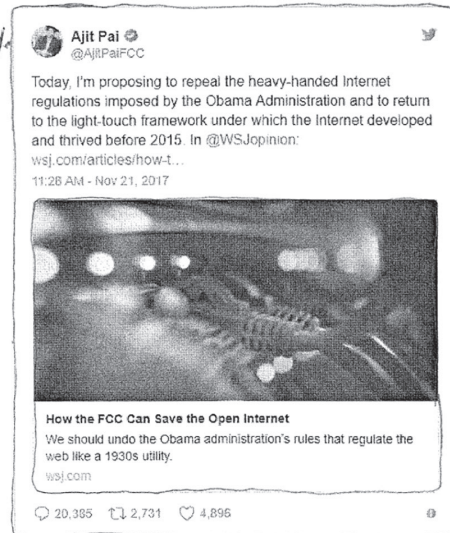 Ajit Pai
@AjitPaiFCC
Today, I'm proposing to repeal the heavy-handed Internet
regulations imposed by the Obama Administration and to return
to the light-touch framework under which the Internet developed
and thrived before 2015. In @WSJopinion:
wsj.com/articles/how-t…
11:26 AM - Nov 21, 2017
How the FCC Can Save the Open Internet
We should undo the Obama administration's rules that regulate the
web like a 1930s utility.
wsj.com
20,385 2,731 4,896